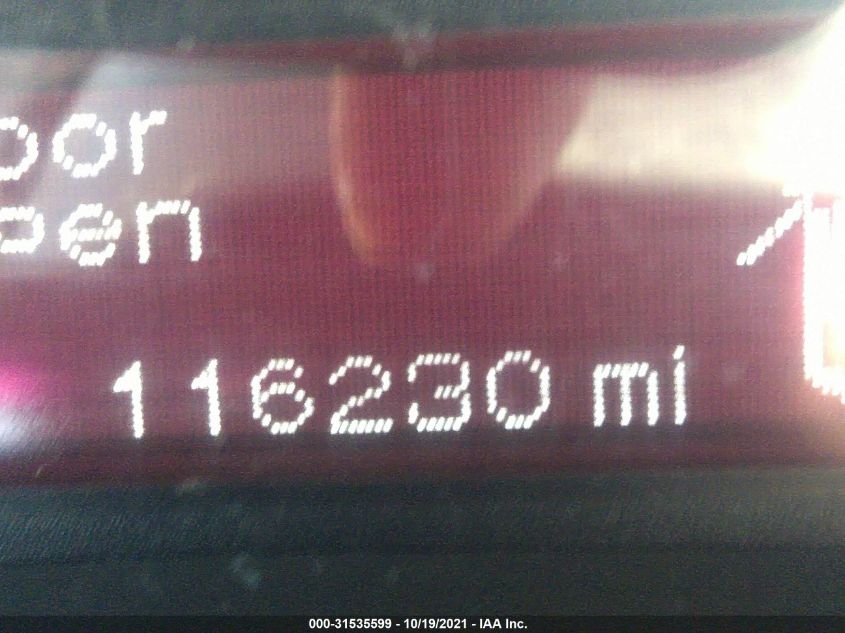 oor
pen
116230 mi
000-31535599 - 10/19/2021 - IAA Inc.